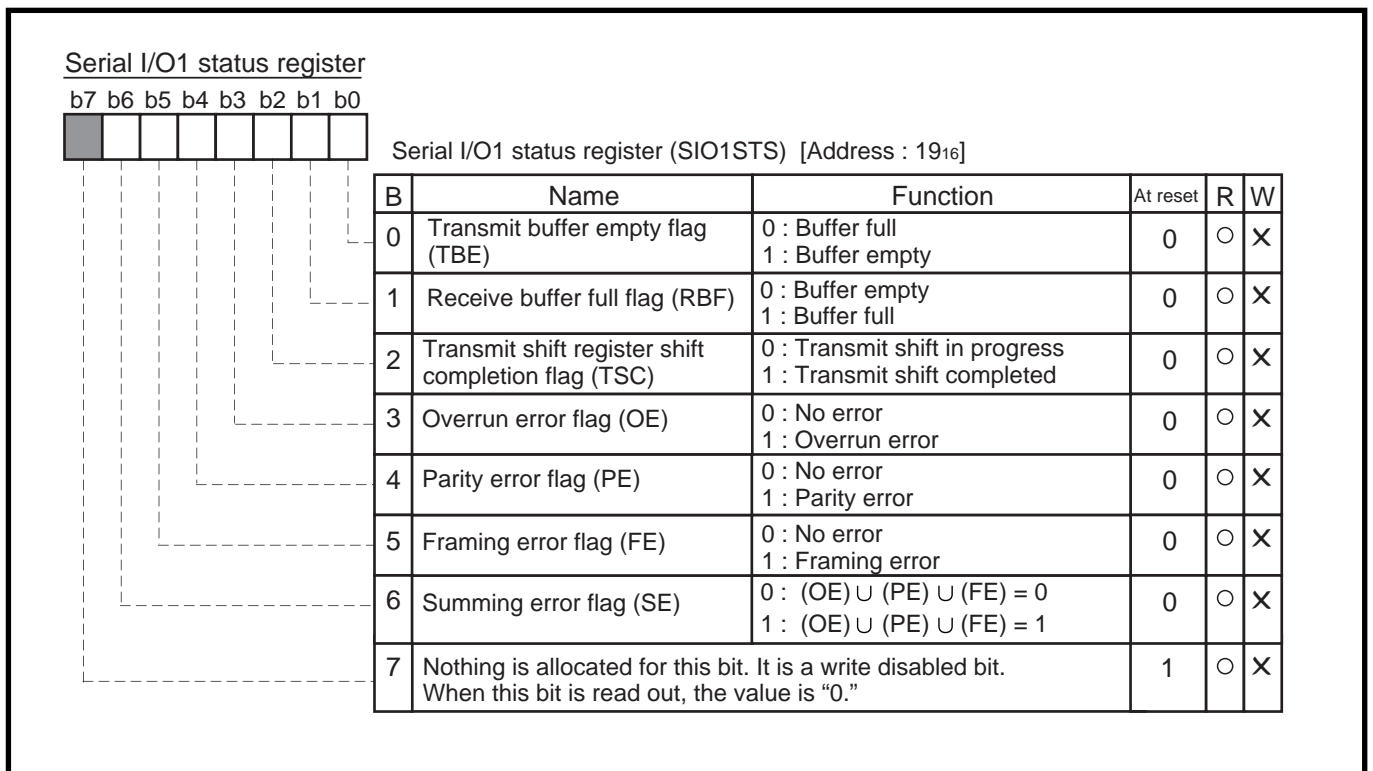 Serial I/O1 status register
b7 b6 b5 b4 b3 b2 b1 b0
Serial I/O1 status register (SIO1STS) [Address : 19₁₆]
B Name Function At reset R W
0 Transmit buffer empty flag (TBE) 0 : Buffer full 1 : Buffer empty 0 ○ ✕
1 Receive buffer full flag (RBF) 0 : Buffer empty 1 : Buffer full 0 ○ ✕
2 Transmit shift register shift completion flag (TSC) 0 : Transmit shift in progress 1 : Transmit shift completed 0 ○ ✕
3 Overrun error flag (OE) 0 : No error 1 : Overrun error 0 ○ ✕
4 Parity error flag (PE) 0 : No error 1 : Parity error 0 ○ ✕
5 Framing error flag (FE) 0 : No error 1 : Framing error 0 ○ ✕
6 Summing error flag (SE) 0 : (OE) ∪ (PE) ∪ (FE) = 0 1 : (OE) ∪ (PE) ∪ (FE) = 1 0 ○ ✕
7 Nothing is allocated for this bit. It is a write disabled bit. When this bit is read out, the value is “0.” 1 ○ ✕